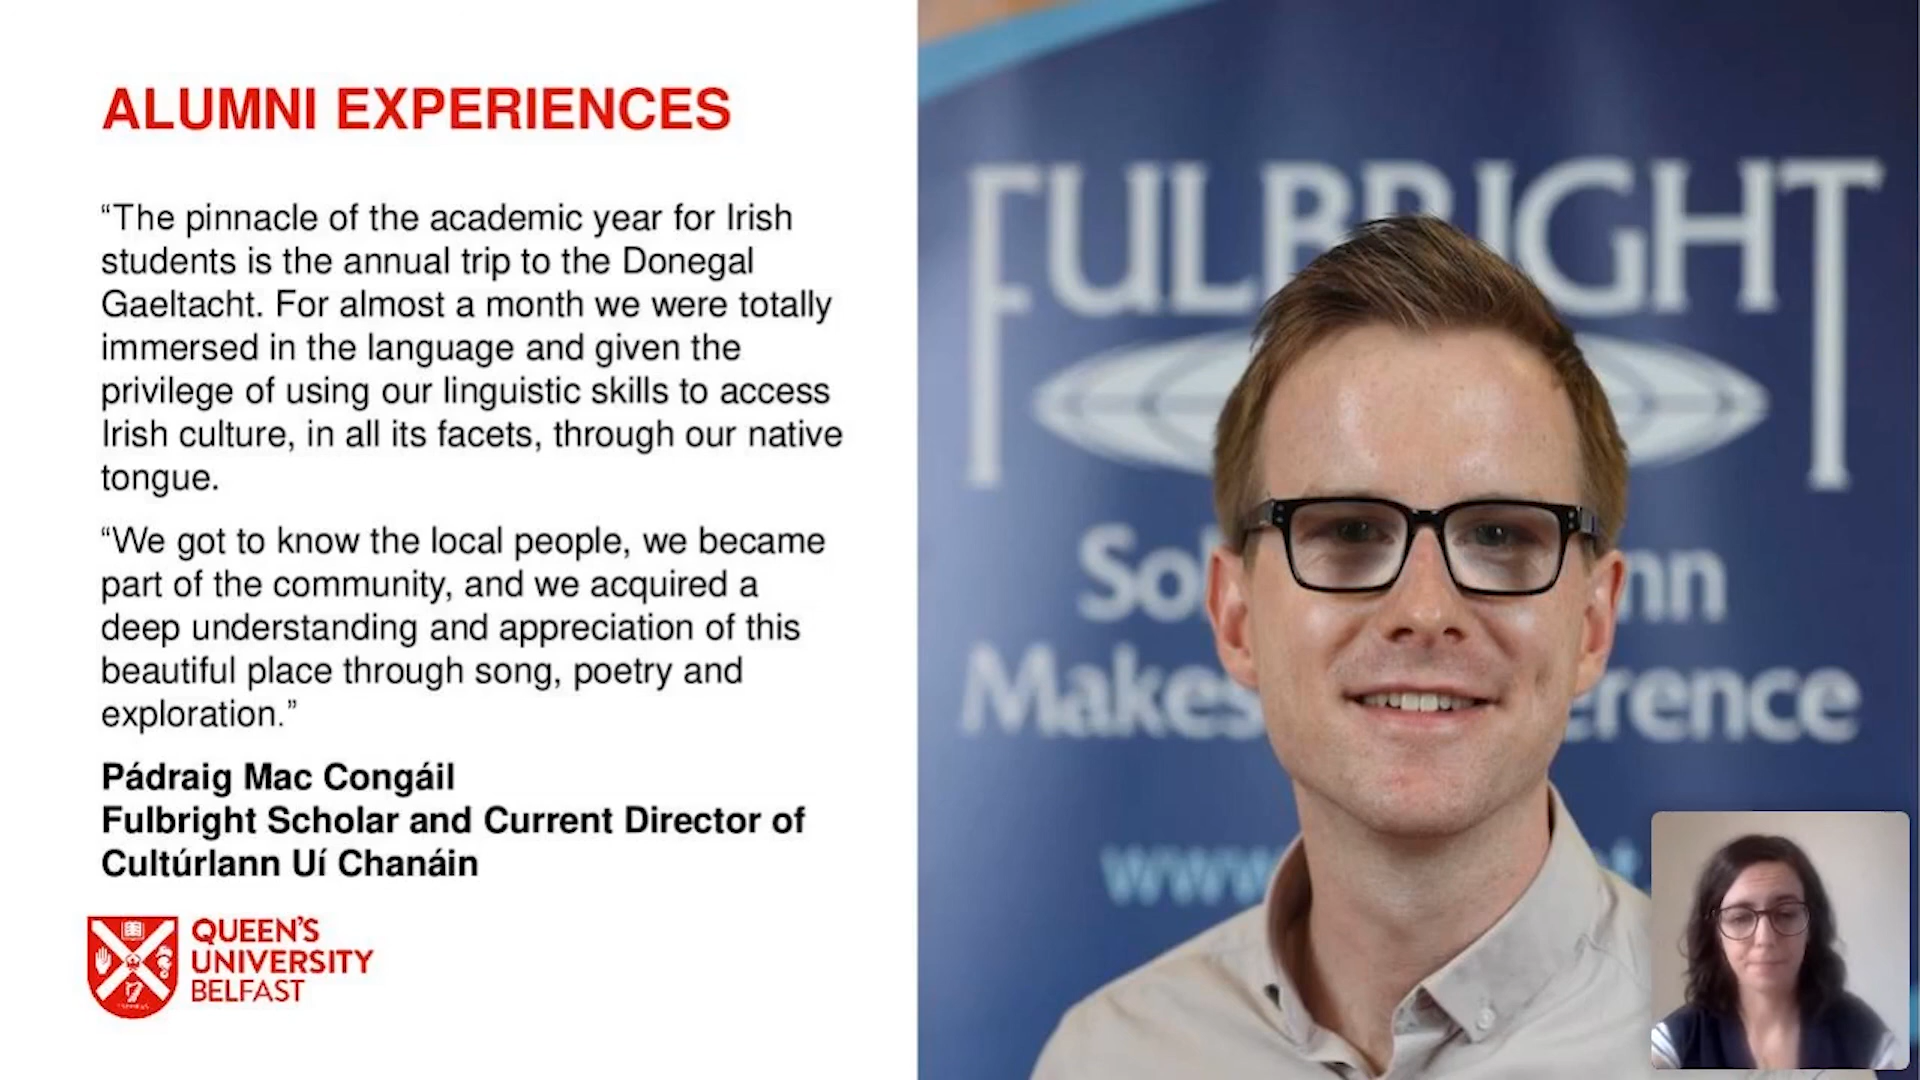 ALUMNI EXPERIENCES
“The pinnacle of the academic year for Irish
students is the annual trip to the Donegal
Gaeltacht. For almost a month we were totally
immersed in the language and given the
privilege of using our linguistic skills to access
Irish culture, in all its facets, through our native
tongue.
“We got to know the local people, we became
part of the community, and we acquired a
deep understanding and appreciation of this
beautiful place through song, poetry and
exploration.”
Pádraig Mac Congáil
Fulbright Scholar and Current Director of
Cultúrlann Uí Chanáin
QUEEN’S
UNIVERSITY
BELFAST
FULBRIGHT
Makes